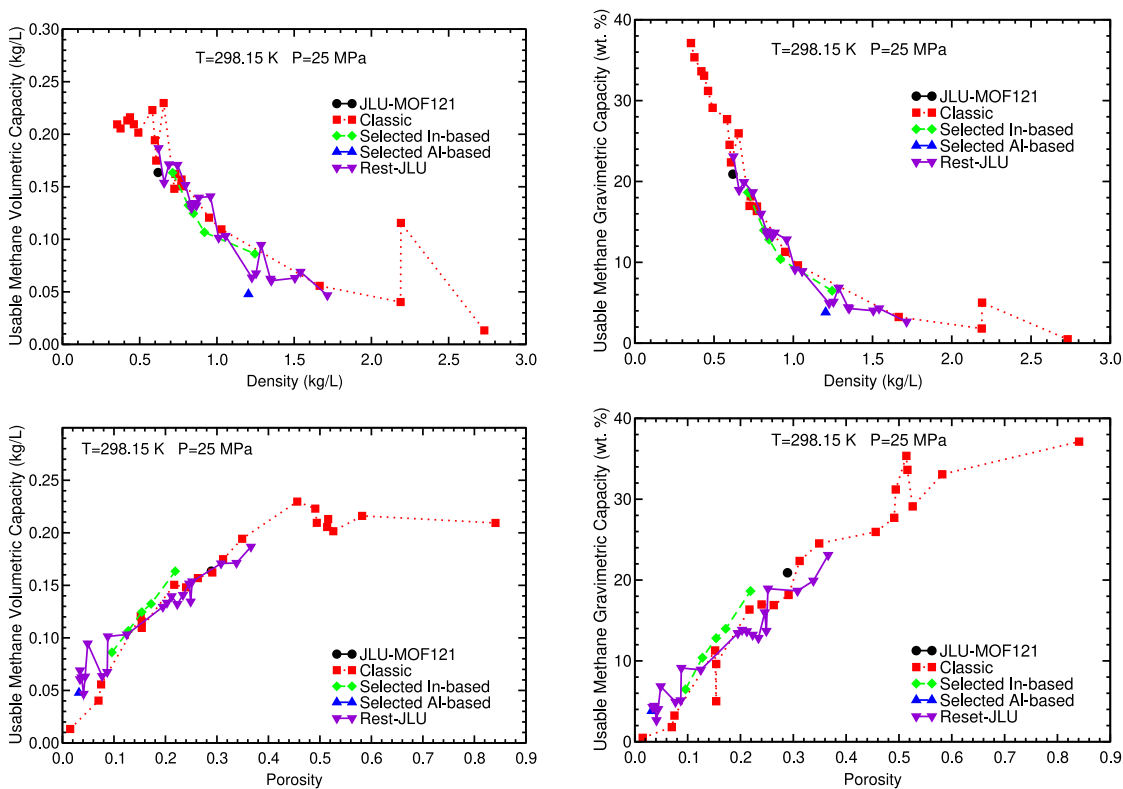 Usable Methane Volumetric Capacity (kg/L)
0.30
0.25
0.20
0.15
0.10
0.05
0.00
T=298.15 K P=25 MPa
JLU-MOF121
Classic
Selected In-based
Selected Al-based
Rest-JLU
0.0 0.5 1.0 1.5 2.0 2.5 3.0
Density (kg/L)
Usable Methane Gravimetric Capacity (wt. %)
40
30
20
10
0
T=298.15 K P=25 MPa
JLU-MOF121
Classic
Selected In-based
Selected Al-based
Rest-JLU
0.0 0.5 1.0 1.5 2.0 2.5 3.0
Density (kg/L)
Usable Methane Volumetric Capacity (kg/L)
0.25
0.20
0.15
0.10
0.05
0.00
T=298.15 K P=25 MPa
JLU-MOF121
Classic
Selected In-based
Selected Al-based
Rest-JLU
0.0 0.1 0.2 0.3 0.4 0.5 0.6 0.7 0.8 0.9
Porosity
Usable Methane Gravimetric Capacity (wt. %)
40
30
20
10
0
T=298.15 K P=25 MPa
JLU-MOF121
Classic
Selected In-based
Selected Al-based
Reset-JLU
0.0 0.1 0.2 0.3 0.4 0.5 0.6 0.7 0.8 0.9
Porosity